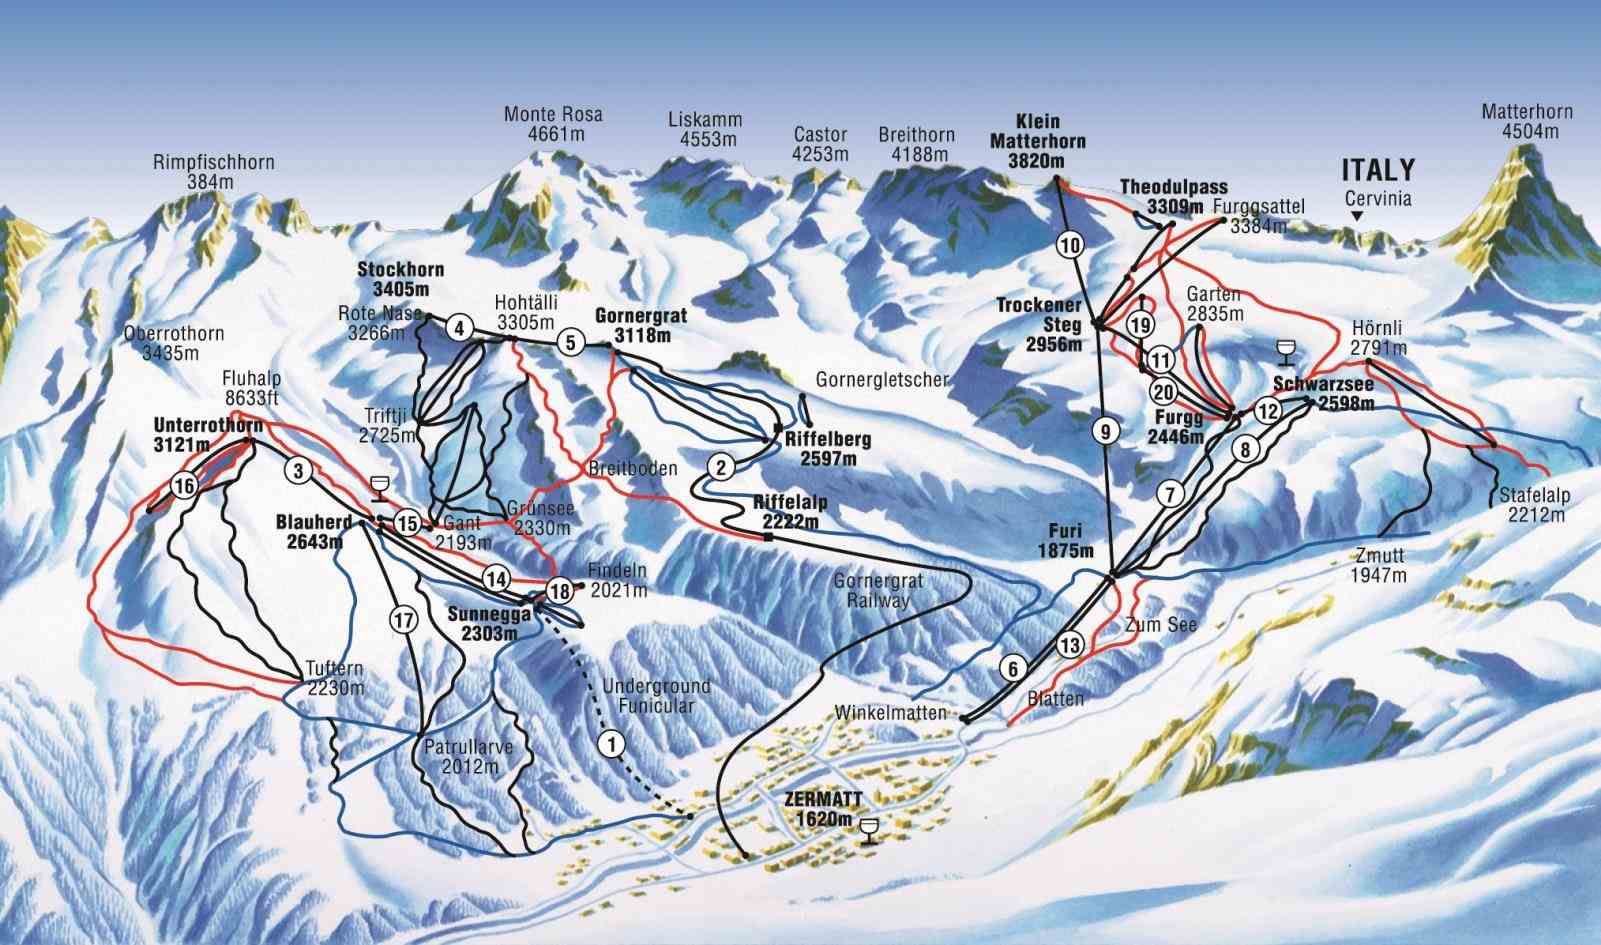 Monte Rosa
4661m
Liskamm
4553m
Castor
4253m
Breithorn
4188m
Klein
Matterhorn
3820m
Matterhorn
4504m
Rimpfischhorn
384m
ITALY
Cervinia
Theodulpass
3309m
Furggsattel
3384m
10
Stockhorn
3405m
Rote Nase
3266m
4
Hohtälli
3305m
5
Gornergrat
3118m
Trockener
Steg
2956m
19
Garten
2835m
11
20
Hörnli
2791m
Oberrothorn
3435m
Fluhalp
8633ft
Gornergletscher
Schwarzsee
2598m
12
Furgg
2446m
Triftji
2725m
Unterrothorn
3121m
3
16
Riffelberg
2597m
9
8
2
Breitboden
7
Riffelalp
2222m
Stafelalp
2212m
Blauherd
2643m
15
Gant
2193m
Grünsee
2330m
Furi
1875m
Zmutt
1947m
14
18
Findeln
2021m
Gornergrat
Railway
17
Sunnegga
2303m
Zum See
13
6
Tuftern
2230m
Underground
Funicular
Blatten
Winkelmatten
1
Patrullarve
2012m
ZERMATT
1620m